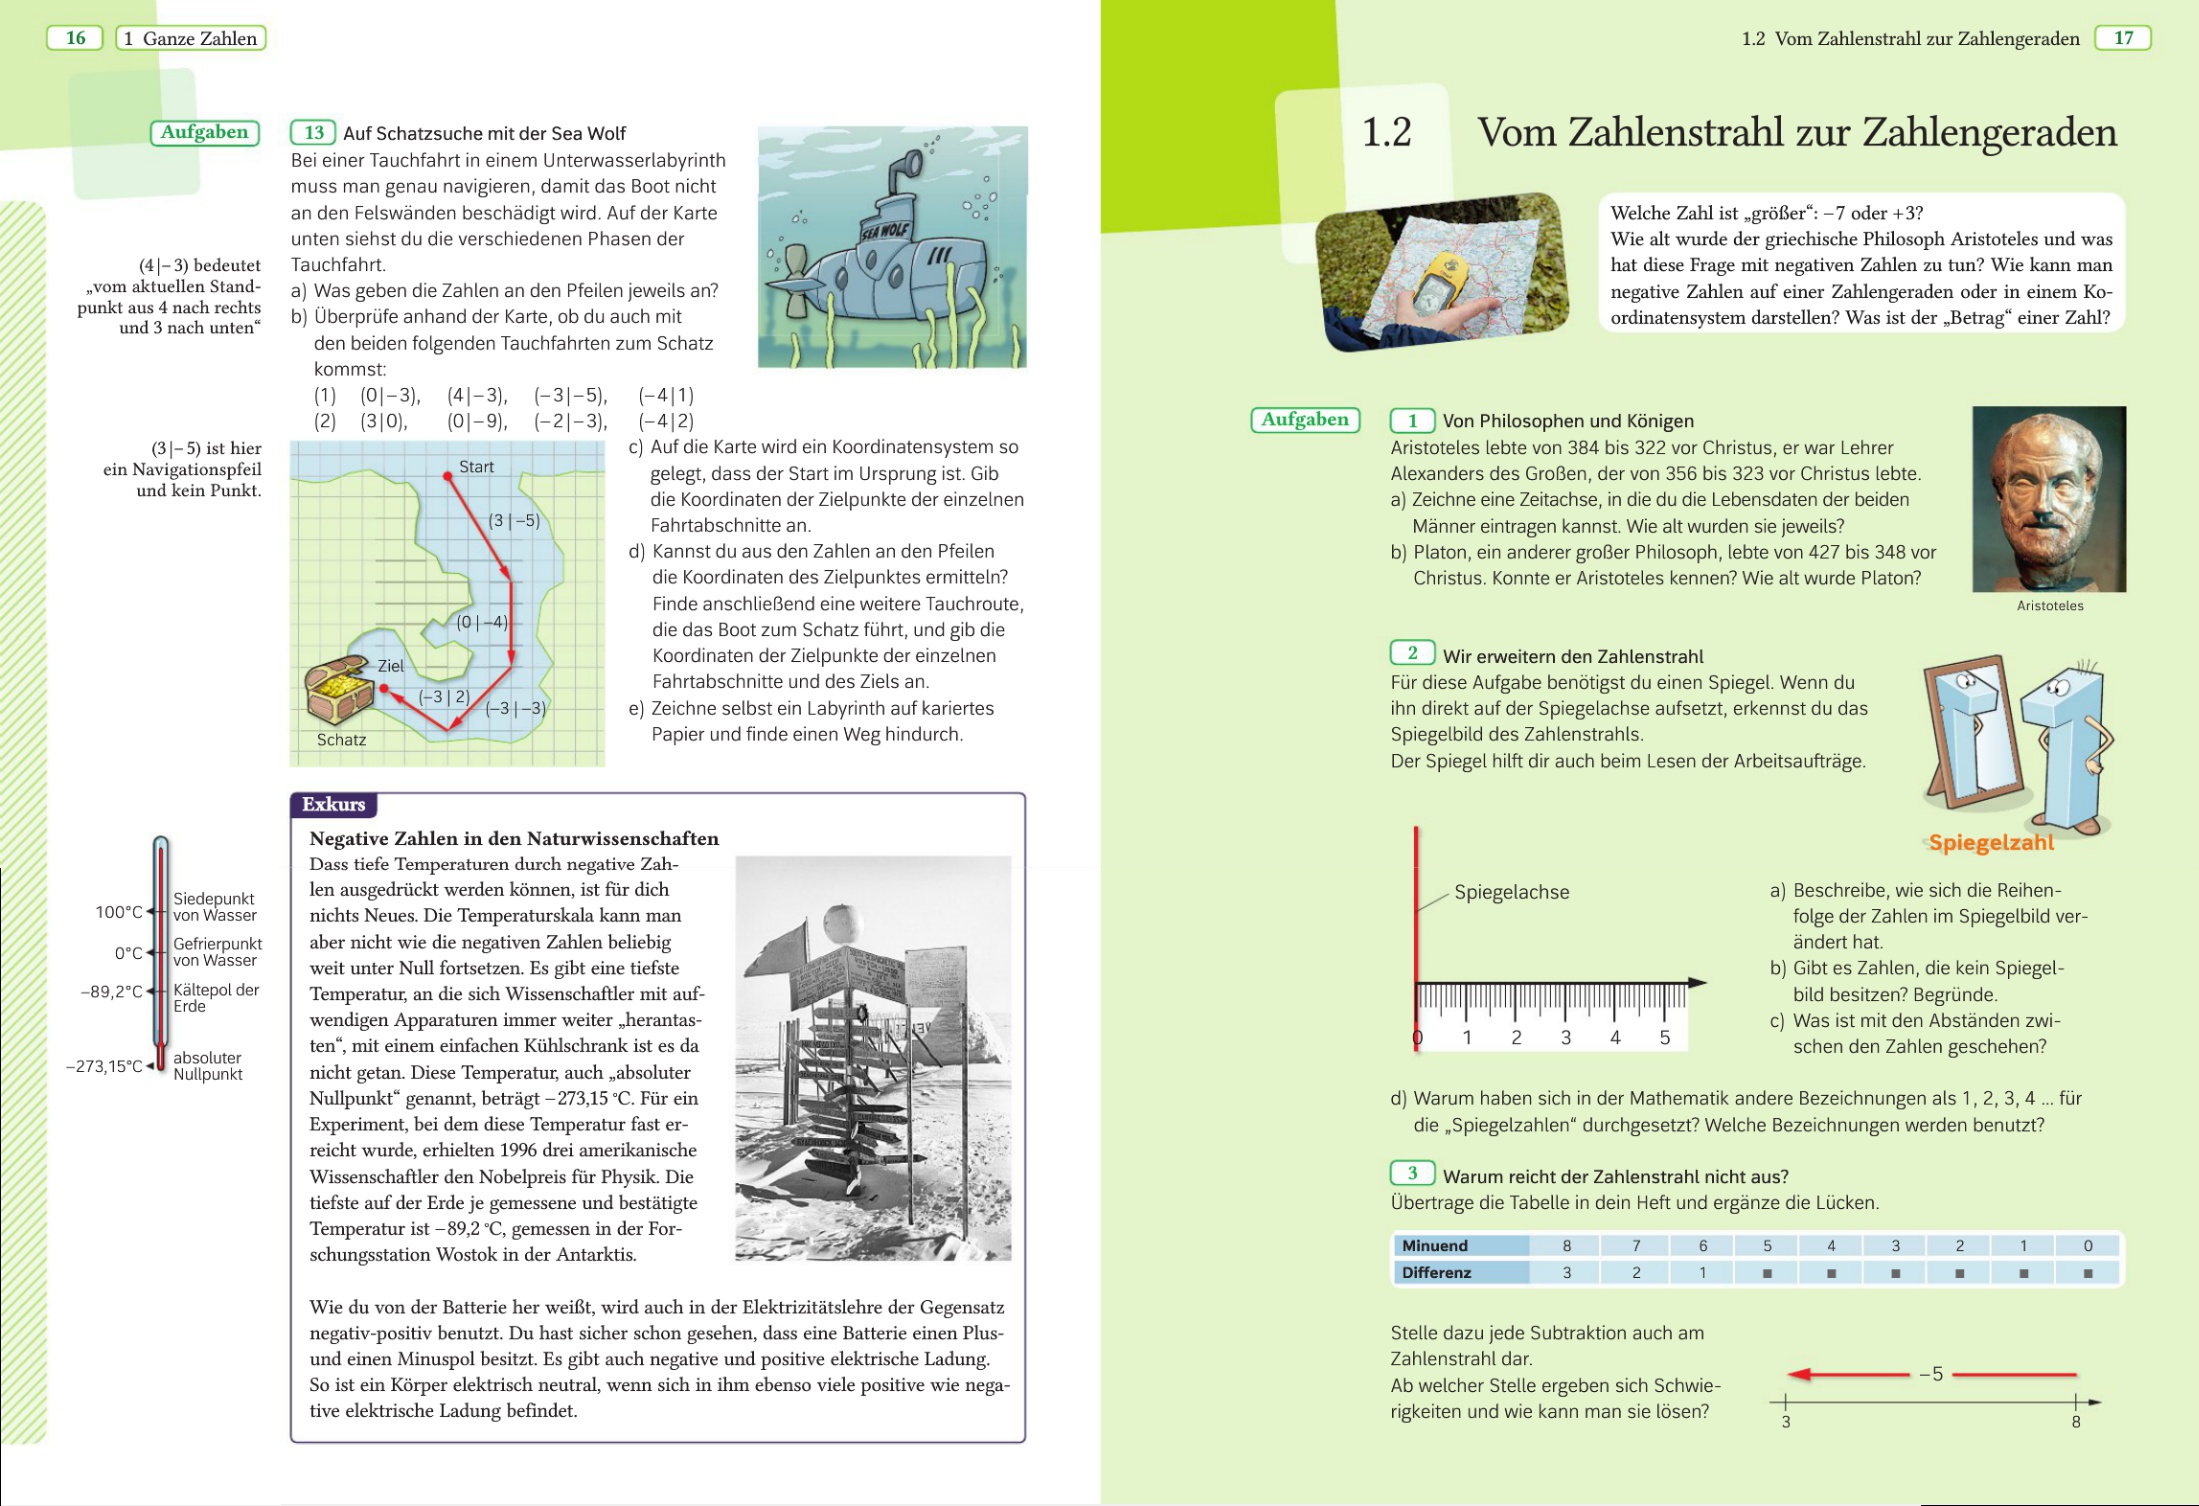 16
1 Ganze Zahlen
Aufgaben
13 Auf Schatzsuche mit der Sea Wolf
Bei einer Tauchfahrt in einem Unterwasserlabyrinth
muss man genau navigieren, damit das Boot nicht
an den Felswänden beschädigt wird. Auf der Karte
unten siehst du die verschiedenen Phasen der
Tauchfahrt.
a) Was geben die Zahlen an den Pfeilen jeweils an?
b) Überprüfe anhand der Karte, ob du auch mit
den beiden folgenden Tauchfahrten zum Schatz
kommst:
(1) (0|−3), (4|−3), (−3|−5), (−4|1)
(2) (3|0), (0|−9), (−2|−3), (−4|2)
(4|−3) bedeutet
„vom aktuellen Stand-
punkt aus 4 nach rechts
und 3 nach unten“
SEA WOLF
(3|−5) ist hier
ein Navigationspfeil
und kein Punkt.
Start
(3|−5)
(0|−4)
Ziel
(−3|2)
(−3|−3)
Schatz
c) Auf die Karte wird ein Koordinatensystem so
gelegt, dass der Start im Ursprung ist. Gib
die Koordinaten der Zielpunkte der einzelnen
Fahrtabschnitte an.
d) Kannst du aus den Zahlen an den Pfeilen
die Koordinaten des Zielpunktes ermitteln?
Finde anschließend eine weitere Tauchroute,
die das Boot zum Schatz führt, und gib die
Koordinaten der Zielpunkte der einzelnen
Fahrtabschnitte und des Ziels an.
e) Zeichne selbst ein Labyrinth auf kariertes
Papier und finde einen Weg hindurch.
Exkurs
Negative Zahlen in den Naturwissenschaften
Dass tiefe Temperaturen durch negative Zah-
len ausgedrückt werden können, ist für dich
nichts Neues. Die Temperaturskala kann man
aber nicht wie die negativen Zahlen beliebig
weit unter Null fortsetzen. Es gibt eine tiefste
Temperatur, an die sich Wissenschaftler mit auf-
wendigen Apparaturen immer weiter „herantas-
ten“, mit einem einfachen Kühlschrank ist es da
nicht getan. Diese Temperatur, auch „absoluter
Nullpunkt“ genannt, beträgt −273,15 °C. Für ein
Experiment, bei dem diese Temperatur fast er-
reicht wurde, erhielten 1996 drei amerikanische
Wissenschaftler den Nobelpreis für Physik. Die
tiefste auf der Erde je gemessene und bestätigte
Temperatur ist −89,2 °C, gemessen in der For-
schungsstation Wostok in der Antarktis.
Wie du von der Batterie her weißt, wird auch in der Elektrizitätslehre der Gegensatz
negativ-positiv benutzt. Du hast sicher schon gesehen, dass eine Batterie einen Plus-
und einen Minuspol besitzt. Es gibt auch negative und positive elektrische Ladung.
So ist ein Körper elektrisch neutral, wenn sich in ihm ebenso viele positive wie nega-
tive elektrische Ladung befindet.
100°C Siedepunkt
von Wasser
0°C Gefrierpunkt
von Wasser
−89,2°C Kältepol der
Erde
−273,15°C absoluter
Nullpunkt
1.2 Vom Zahlenstrahl zur Zahlengeraden
17
1.2 Vom Zahlenstrahl zur Zahlengeraden
Welche Zahl ist „größer“: −7 oder +3?
Wie alt wurde der griechische Philosoph Aristoteles und was
hat diese Frage mit negativen Zahlen zu tun? Wie kann man
negative Zahlen auf einer Zahlengeraden oder in einem Ko-
ordinatensystem darstellen? Was ist der „Betrag“ einer Zahl?
Aufgaben
1 Von Philosophen und Königen
Aristoteles lebte von 384 bis 322 vor Christus, er war Lehrer
Alexanders des Großen, der von 356 bis 323 vor Christus lebte.
a) Zeichne eine Zeitachse, in die du die Lebensdaten der beiden
Männer eintragen kannst. Wie alt wurden sie jeweils?
b) Platon, ein anderer großer Philosoph, lebte von 427 bis 348 vor
Christus. Konnte er Aristoteles kennen? Wie alt wurde Platon?
Aristoteles
2 Wir erweitern den Zahlenstrahl
Für diese Aufgabe benötigst du einen Spiegel. Wenn du
ihn direkt auf der Spiegelachse aufsetzt, erkennst du das
Spiegelbild des Zahlenstrahls.
Der Spiegel hilft dir auch beim Lesen der Arbeitsaufträge.
Spiegelzahl
Spiegelachse
0 1 2 3 4 5
a) Beschreibe, wie sich die Reihen-
folge der Zahlen im Spiegelbild ver-
ändert hat.
b) Gibt es Zahlen, die kein Spiegel-
bild besitzen? Begründe.
c) Was ist mit den Abständen zwi-
schen den Zahlen geschehen?
d) Warum haben sich in der Mathematik andere Bezeichnungen als 1, 2, 3, 4 ... für
die „Spiegelzahlen“ durchgesetzt? Welche Bezeichnungen werden benutzt?
3 Warum reicht der Zahlenstrahl nicht aus?
Übertrage die Tabelle in dein Heft und ergänze die Lücken.
Minuend 8 7 6 5 4 3 2 1 0
Differenz 3 2 1 ■ ■ ■ ■ ■ ■
Stelle dazu jede Subtraktion auch am
Zahlenstrahl dar.
Ab welcher Stelle ergeben sich Schwie-
rigkeiten und wie kann man sie lösen?
−5
3 8